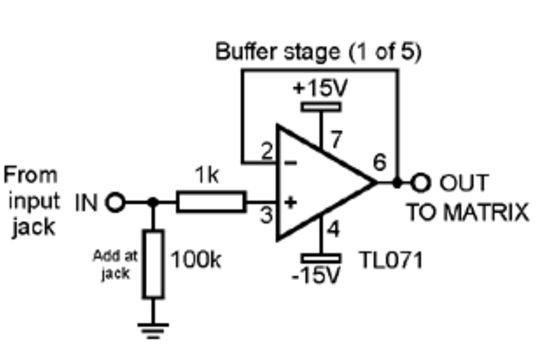 Buffer stage (1 of 5)
+15V
7
2
−
6
From
input
jack
IN
1k
3
+
OUT
TO MATRIX
4
Add at
jack
100k
-15V
TL071